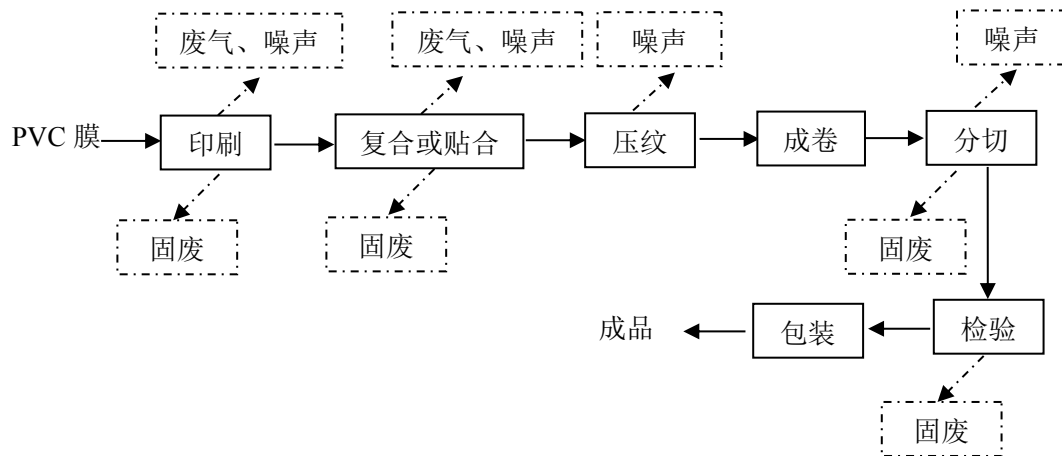 废气、噪声
废气、噪声
噪声
噪声
PVC 膜
印刷
复合或贴合
压纹
成卷
分切
固废
固废
固废
成品
包装
检验
固废